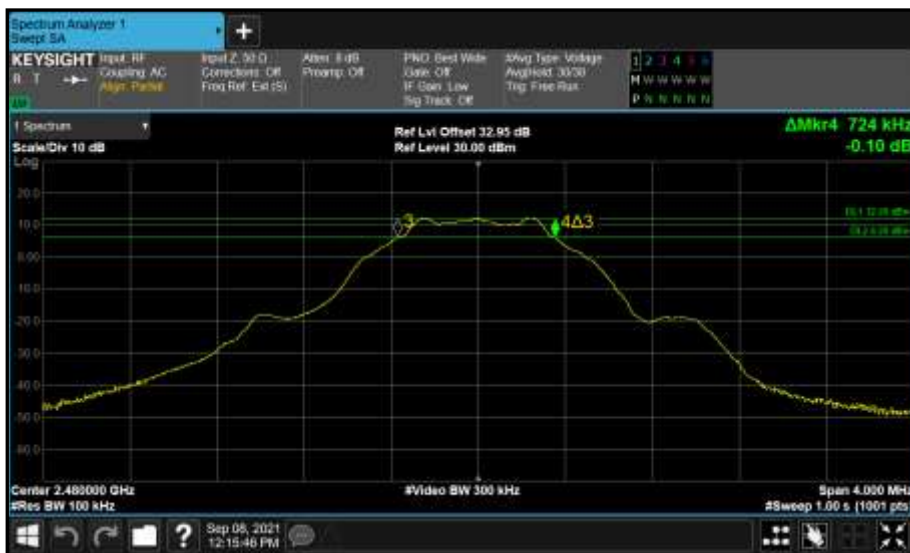 Spectrum Analyzer 1
Swept SA
KEYSIGHT
R T
Input: RF
Coupling: AC
Align: Partial
Input Z: 50 Ω
Corrections: Off
Freq Ref: Ext (S)
Atten: 8 dB
Preamp: Off
PNO: Best Wide
Gate: Off
IF Gain: Low
Sig Track: Off
#Avg Type: Voltage
Avg|Hold: 30/30
Trig: Free Run
1 2 3 4 5 6
M W W W W W
P N N N N N
1 Spectrum
Scale/Div 10 dB
Ref Lvl Offset 32.95 dB
Ref Level 30.00 dBm
ΔMkr4 724 kHz
-0.10 dB
Log
20.0
10.0
0.00
-20.0
-30.0
-40.0
-50.0
-60.0
3
4Δ3
Center 2.480000 GHz
#Res BW 100 kHz
#Video BW 300 kHz
Span 4.000 MHz
#Sweep 1.00 s (1001 pts)
Sep 08, 2021
12:15:46 PM